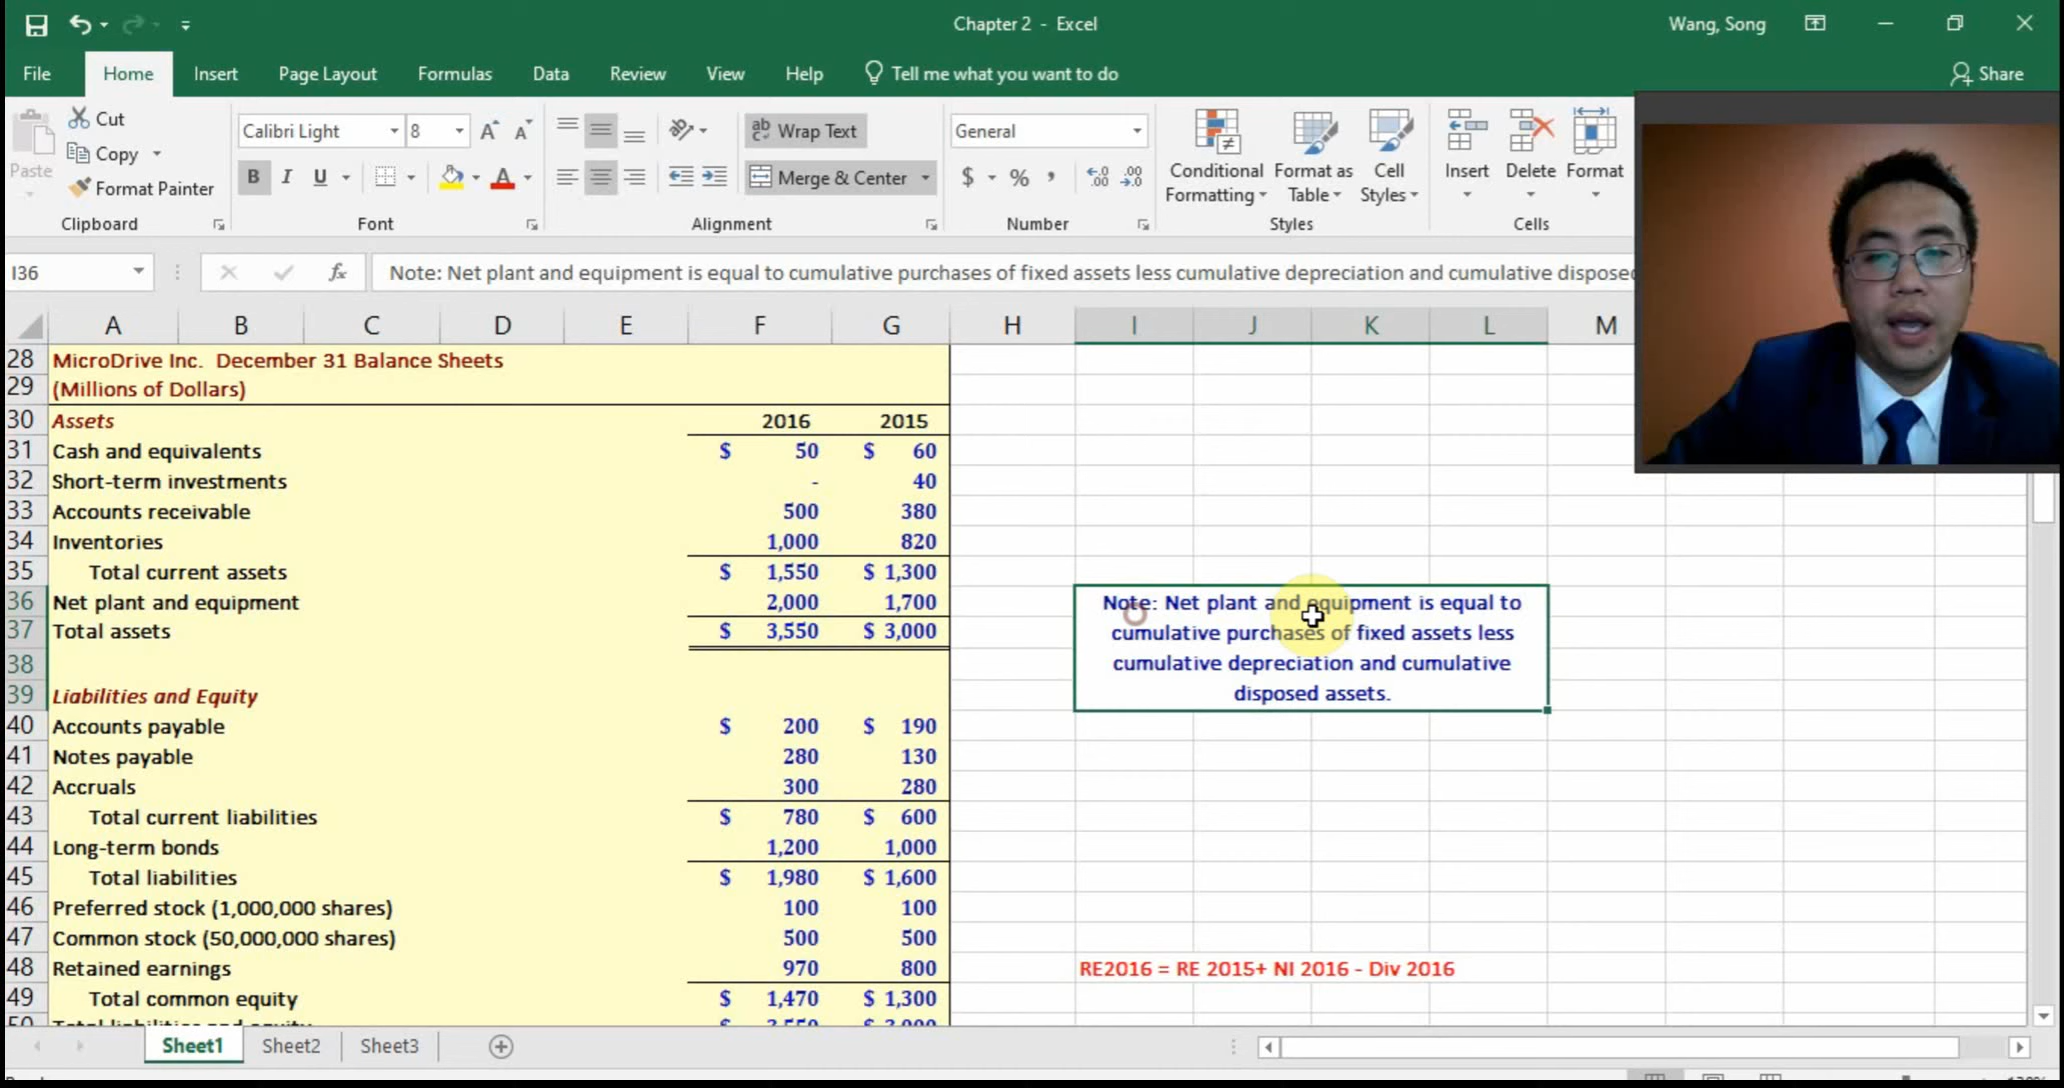 Chapter 2 - Excel
Wang, Song
File Home Insert Page Layout Formulas Data Review View Help Tell me what you want to do Share
Paste
Cut
Copy
Format Painter
Clipboard
Calibri Light 8
B I U
Font
Wrap Text
Merge & Center
Alignment
General
$ % ,
Number
Conditional Formatting
Format as Table
Cell Styles
Styles
Insert Delete Format
Cells
I36
fx
Note: Net plant and equipment is equal to cumulative purchases of fixed assets less cumulative depreciation and cumulative
A B C D E F G H I J K L M
28 MicroDrive Inc. December 31 Balance Sheets
29 (Millions of Dollars)
30 Assets 2016 2015
31 Cash and equivalents $ 50 $ 60
32 Short-term investments - 40
33 Accounts receivable 500 380
34 Inventories 1,000 820
35 Total current assets $ 1,550 $ 1,300
36 Net plant and equipment 2,000 1,700
37 Total assets $ 3,550 $ 3,000
38
39 Liabilities and Equity
40 Accounts payable $ 200 $ 190
41 Notes payable 280 130
42 Accruals 300 280
43 Total current liabilities $ 780 $ 600
44 Long-term bonds 1,200 1,000
45 Total liabilities $ 1,980 $ 1,600
46 Preferred stock (1,000,000 shares) 100 100
47 Common stock (50,000,000 shares) 500 500
48 Retained earnings 970 800
49 Total common equity $ 1,470 $ 1,300
Note: Net plant and equipment is equal to
cumulative purchases of fixed assets less
cumulative depreciation and cumulative
disposed assets.
RE2016 = RE 2015+ NI 2016 - Div 2016
Sheet1 Sheet2 Sheet3